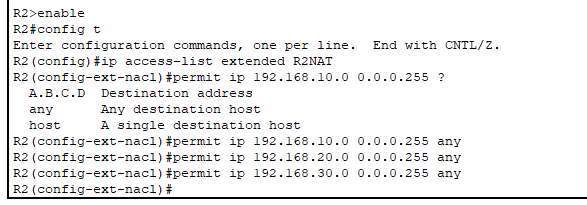 R2>enable
R2#config t
Enter configuration commands, one per line.  End with CNTL/Z.
R2(config)#ip access-list extended R2NAT
R2(config-ext-nacl)#permit ip 192.168.10.0 0.0.0.255 ?
  A.B.C.D  Destination address
  any      Any destination host
  host     A single destination host
R2(config-ext-nacl)#permit ip 192.168.10.0 0.0.0.255 any
R2(config-ext-nacl)#permit ip 192.168.20.0 0.0.0.255 any
R2(config-ext-nacl)#permit ip 192.168.30.0 0.0.0.255 any
R2(config-ext-nacl)#